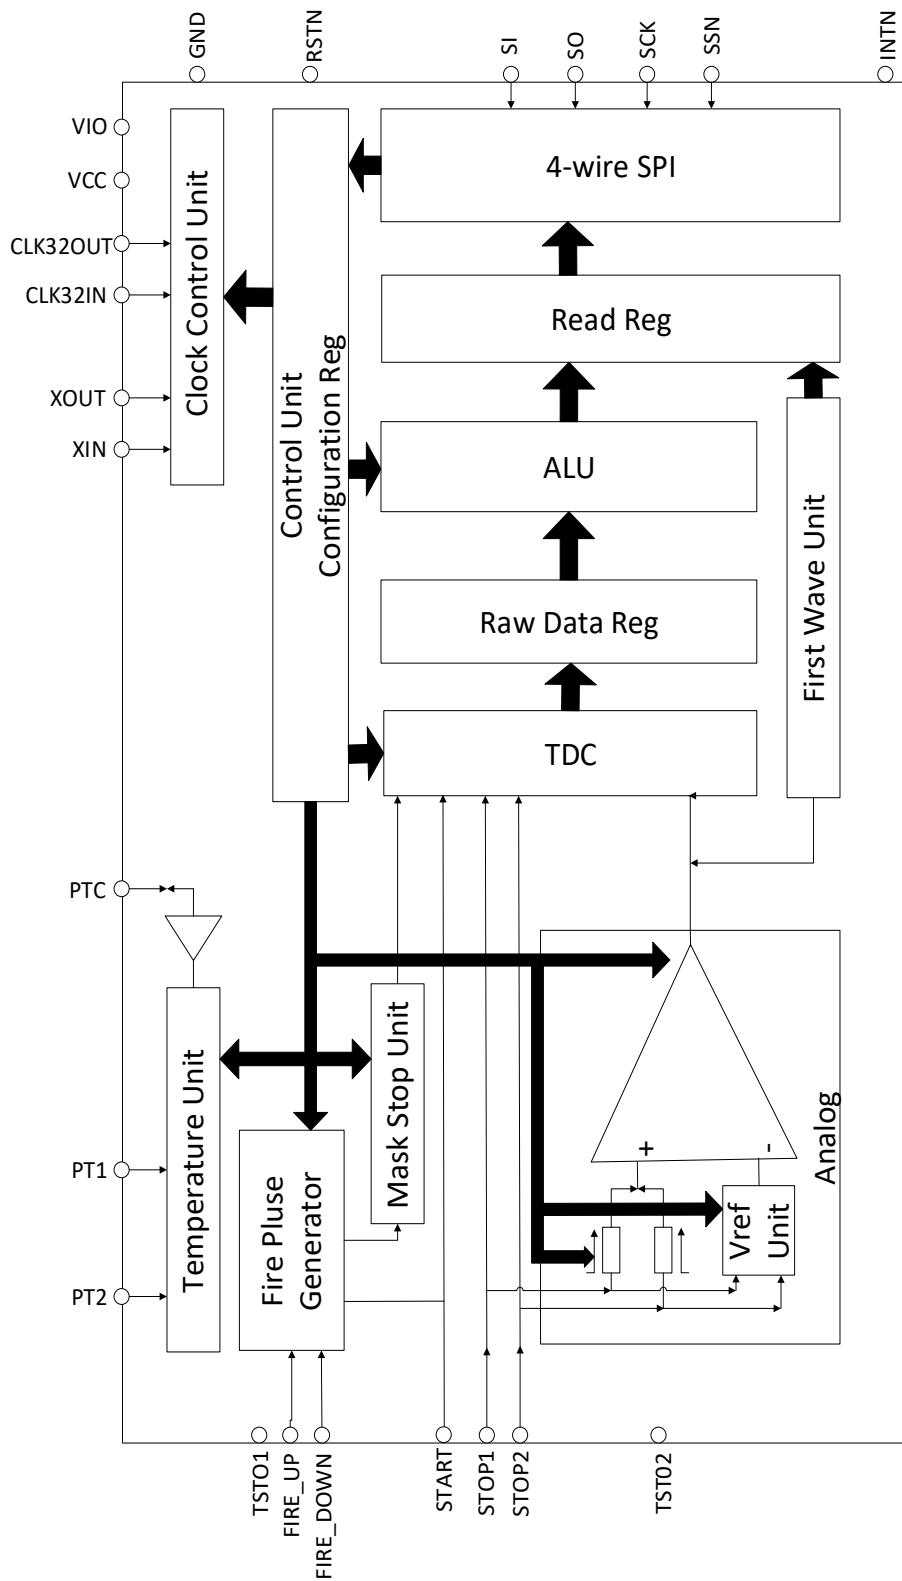 GND
RSTN
SI
SO
SCK
SSN
INTN
VIO
VCC
CLK32OUT
CLK32IN
XOUT
XIN
Clock Control Unit
Control Unit
Configuration Reg
4-wire SPI
Read Reg
ALU
Raw Data Reg
TDC
First Wave Unit
PTC
PT1
PT2
Temperature Unit
Fire Pluse
Generator
Mask Stop Unit
+
-
Vref
Unit
Analog
TSTO1
FIRE_UP
FIRE_DOWN
START
STOP1
STOP2
TST02